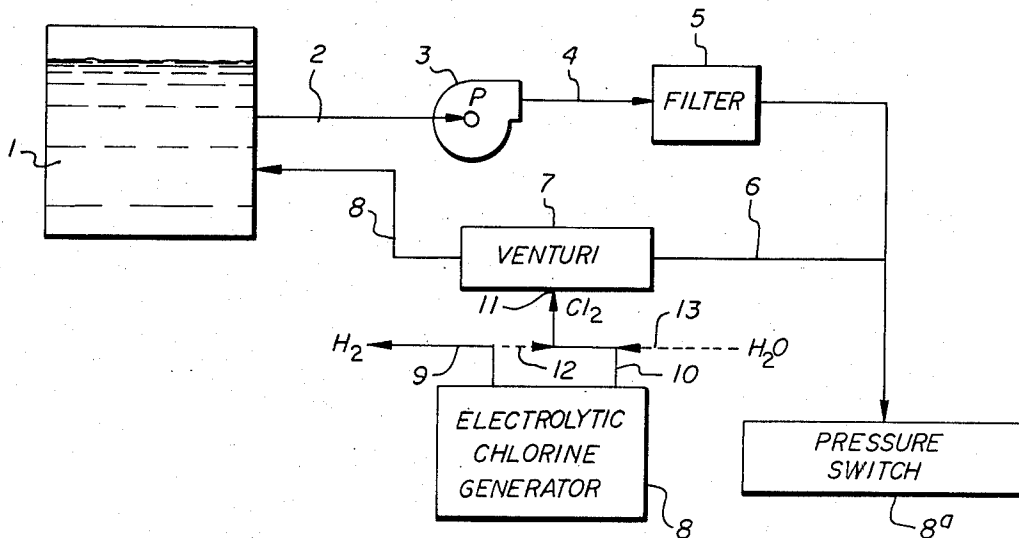 5
2
3
4
P
FILTER
1
7
6
8
VENTURI
11
Cl2
13
H2
H2O
9
12
10
ELECTROLYTIC
CHLORINE
GENERATOR
PRESSURE
SWITCH
8
8a